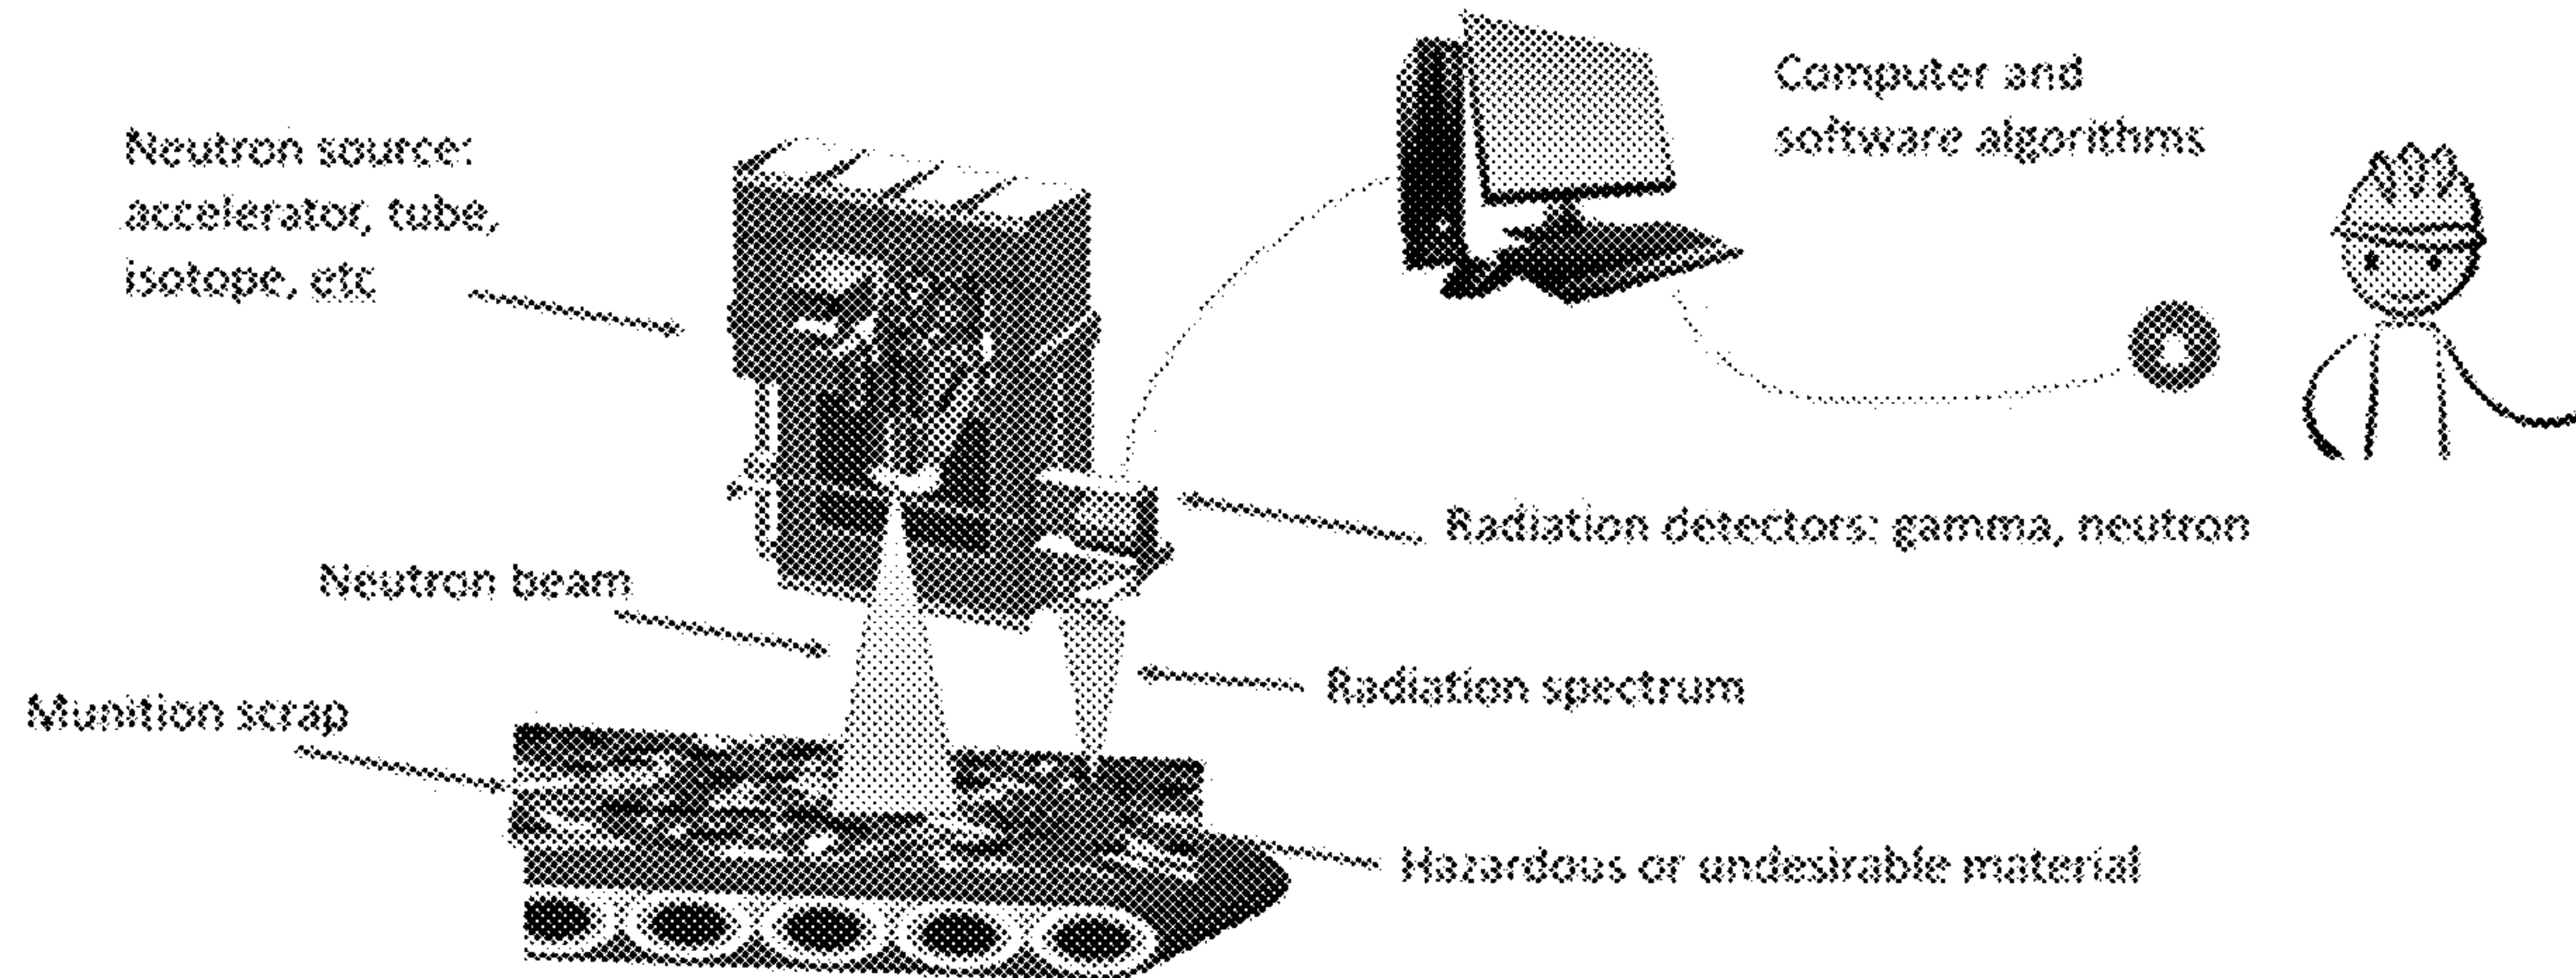 Neutron source:
accelerator, tube,
isotope, etc
Computer and
software algorithms
Radiation detectors: gamma, neutron
Neutron beam
Radiation spectrum
Munition scrap
Hazardous or undesirable material